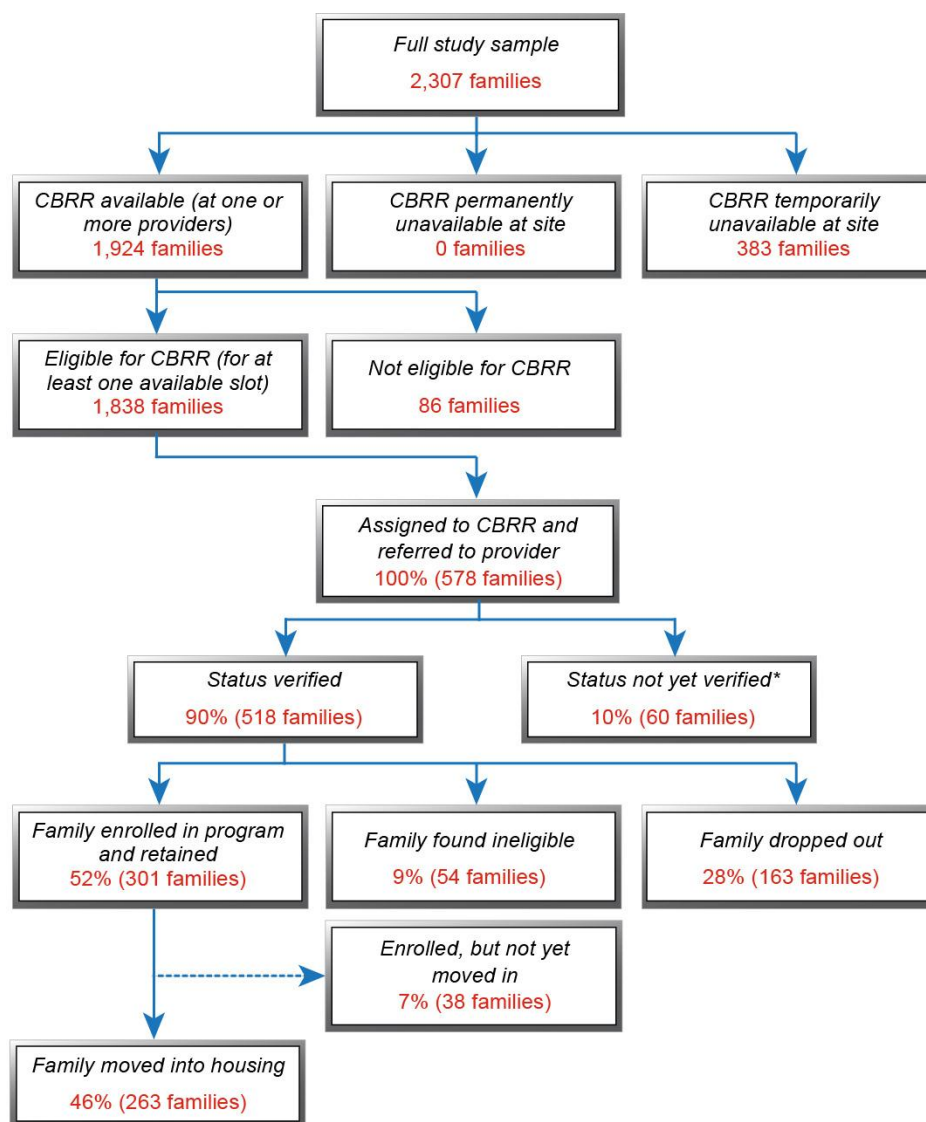 Full study sample
2,307 families
CBRR available (at one or
more providers)
1,924 families
CBRR permanently
unavailable at site
0 families
CBRR temporarily
unavailable at site
383 families
Eligible for CBRR (for at
least one available slot)
1,838 families
Not eligible for CBRR
86 families
Assigned to CBRR and
referred to provider
100% (578 families)
Status verified
90% (518 families)
Status not yet verified*
10% (60 families)
Family enrolled in program
and retained
52% (301 families)
Family found ineligible
9% (54 families)
Family dropped out
28% (163 families)
Enrolled, but not yet
moved in
7% (38 families)
Family moved into housing
46% (263 families)